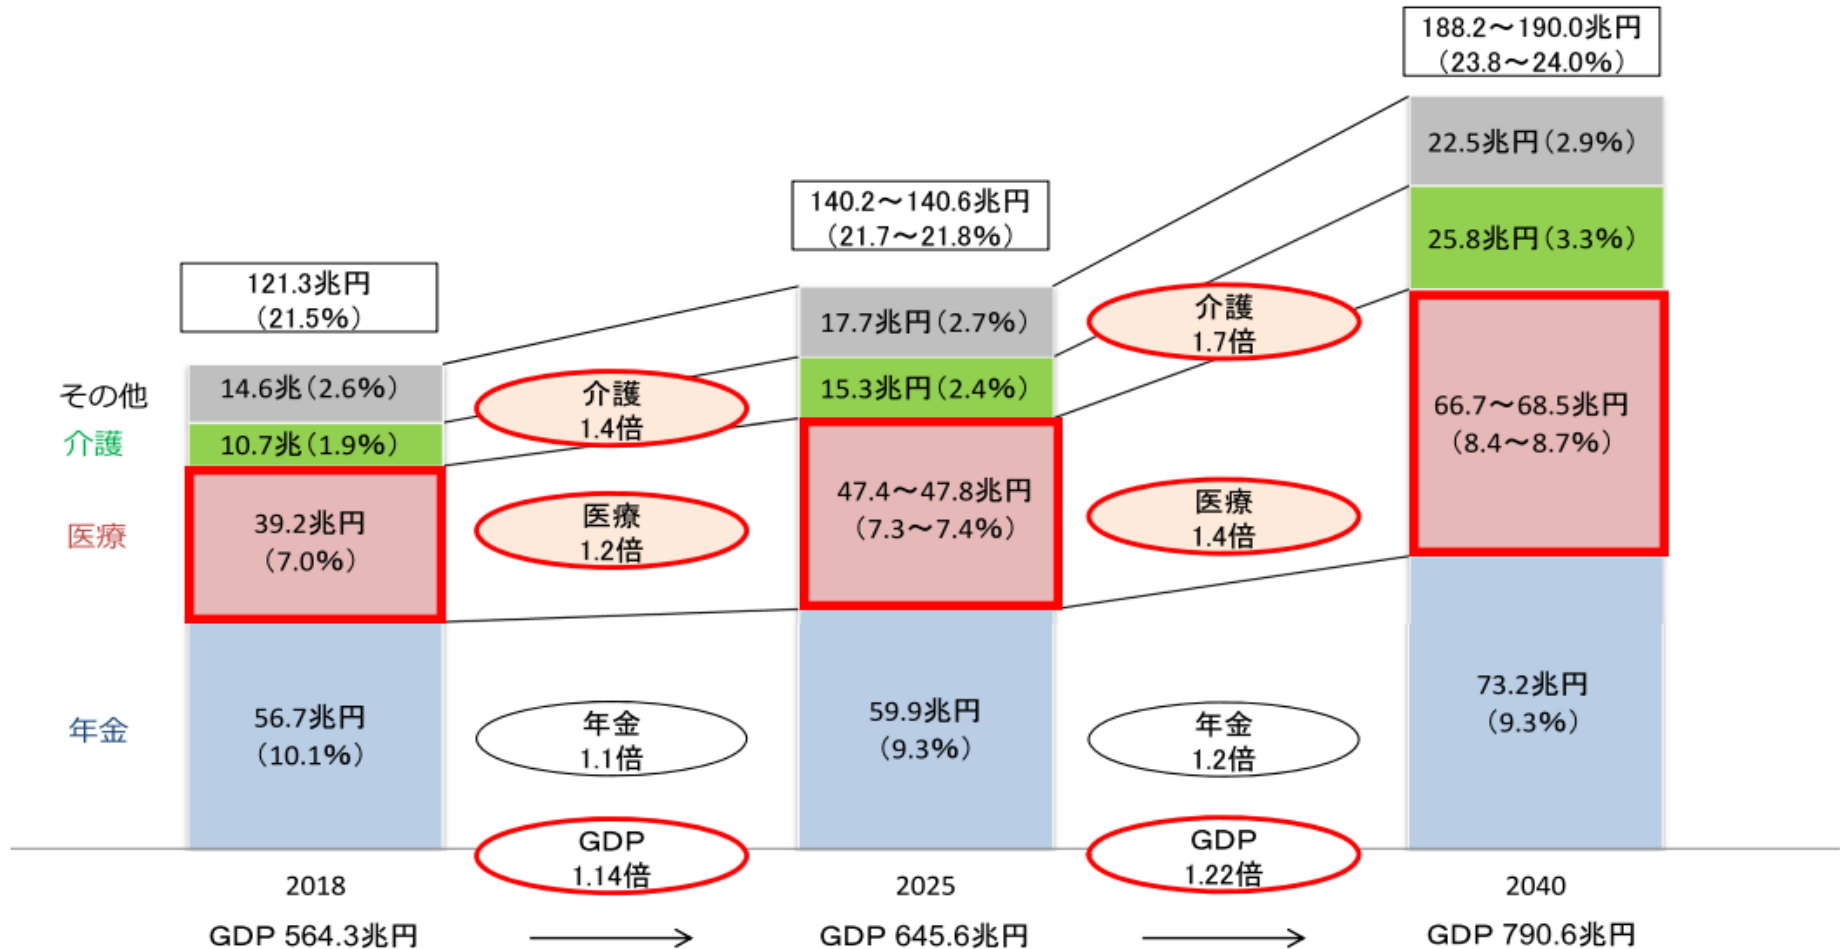 188.2～190.0兆円
（23.8～24.0%）
22.5兆円（2.9%）
25.8兆円（3.3%）
66.7～68.5兆円
（8.4～8.7%）
73.2兆円
（9.3%）
140.2～140.6兆円
（21.7～21.8%）
17.7兆円（2.7%）
15.3兆円（2.4%）
47.4～47.8兆円
（7.3～7.4%）
59.9兆円
（9.3%）
121.3兆円
（21.5%）
14.6兆（2.6%）
10.7兆（1.9%）
39.2兆円
（7.0%）
56.7兆円
（10.1%）
その他
介護
医療
年金
介護
1.4倍
医療
1.2倍
年金
1.1倍
GDP
1.14倍
介護
1.7倍
医療
1.4倍
年金
1.2倍
GDP
1.22倍
2018
2025
2040
GDP 564.3兆円
GDP 645.6兆円
GDP 790.6兆円